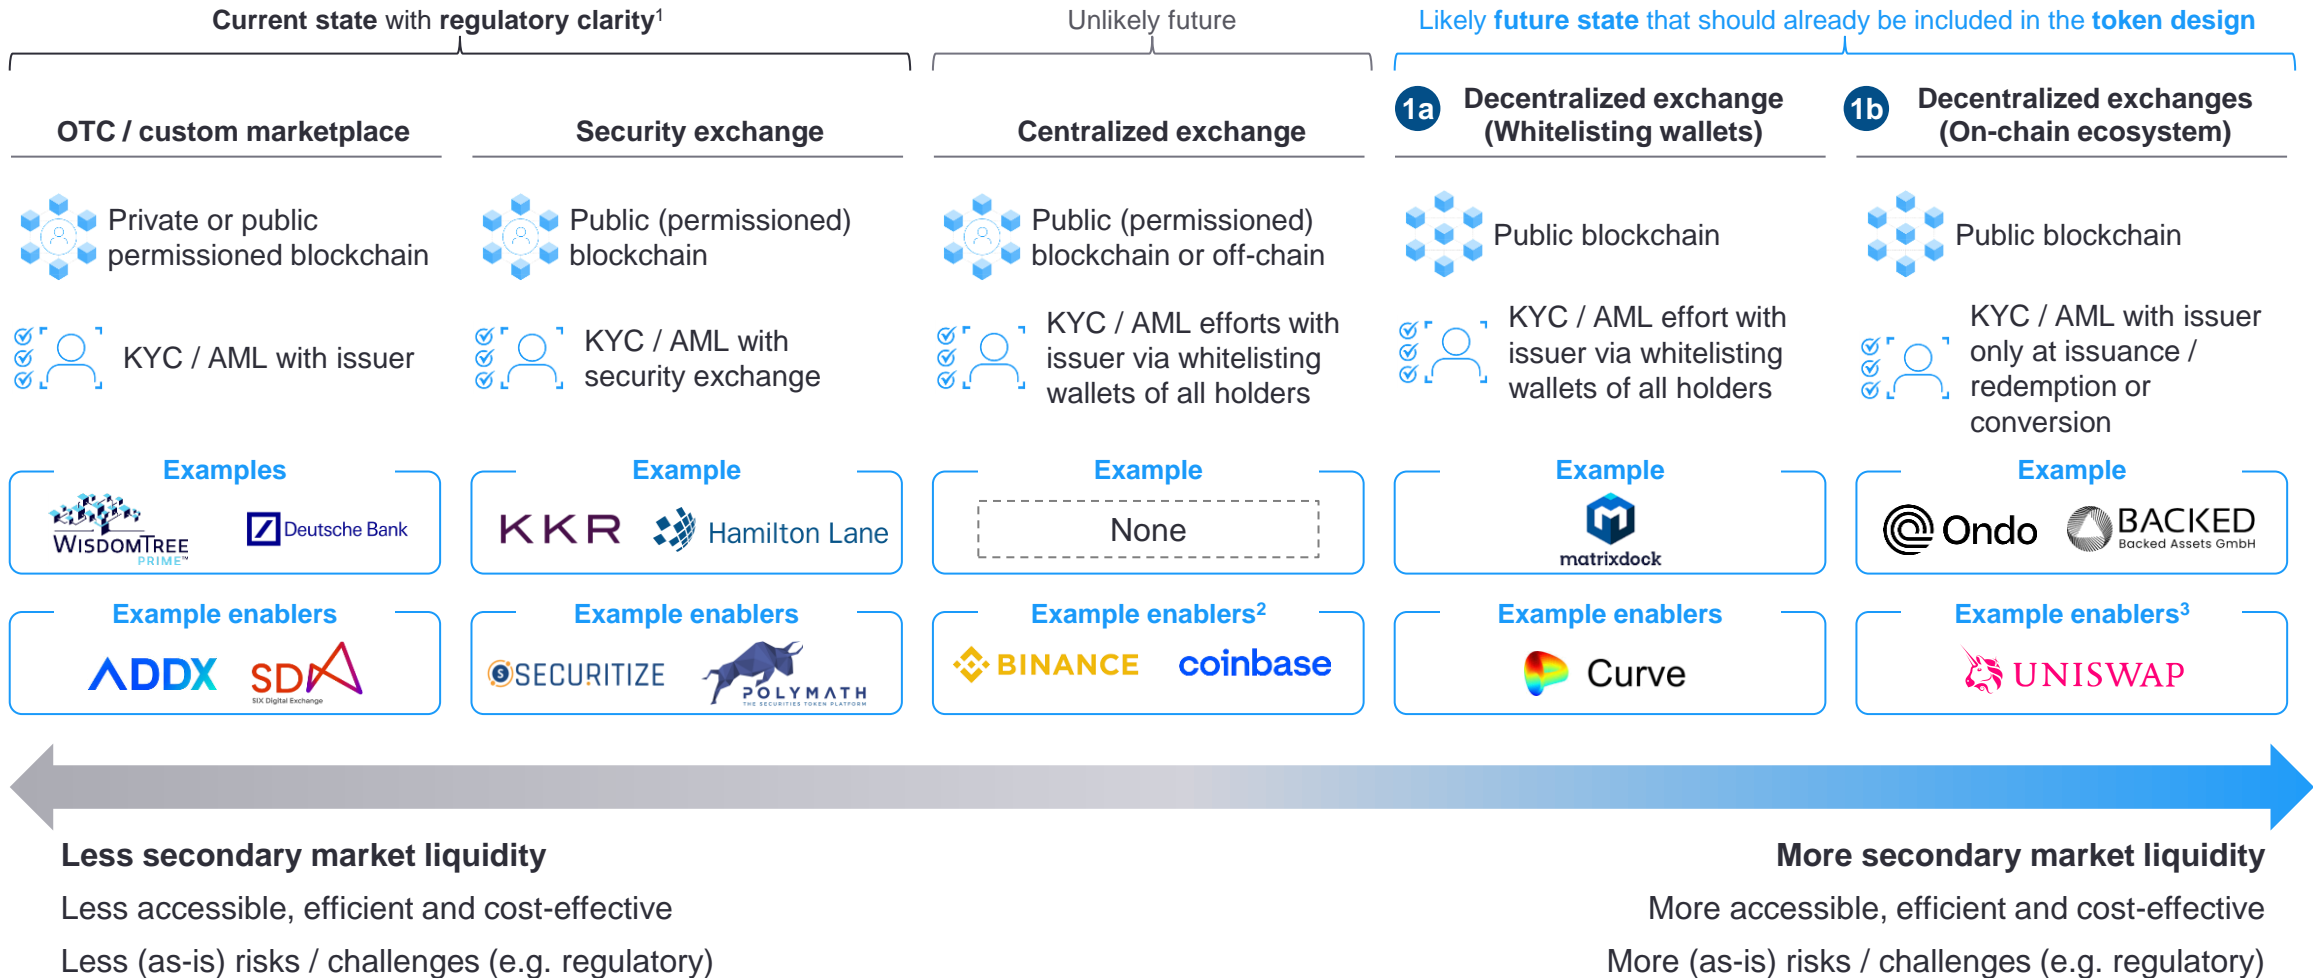 Current state with regulatory clarity1
Unlikely future
Likely future state that should already be included in the token design
OTC / custom marketplace
Security exchange
Centralized exchange
1a
Decentralized exchange
(Whitelisting wallets)
1b
Decentralized exchanges
(On-chain ecosystem)
Private or public
permissioned blockchain
Public (permissioned)
blockchain
Public (permissioned)
blockchain or off-chain
Public blockchain
Public blockchain
KYC / AML with issuer
KYC / AML with
security exchange
KYC / AML efforts with
issuer via whitelisting
wallets of all holders
KYC / AML effort with
issuer via whitelisting
wallets of all holders
KYC / AML with issuer
only at issuance /
redemption or
conversion
Examples
WISDOMTREE
PRIME™
Deutsche Bank
Example
KKR
Hamilton Lane
Example
None
Example
matrixdock
Example
Ondo
BACKED
Backed Assets GmbH
Example enablers
ADDX
SDX
SIX Digital Exchange
Example enablers
SECURITIZE
POLYMATH
THE SECURITIES TOKEN PLATFORM
Example enablers2
BINANCE
coinbase
Example enablers
Curve
Example enablers3
UNISWAP
Less secondary market liquidity
Less accessible, efficient and cost-effective
Less (as-is) risks / challenges (e.g. regulatory)
More secondary market liquidity
More accessible, efficient and cost-effective
More (as-is) risks / challenges (e.g. regulatory)